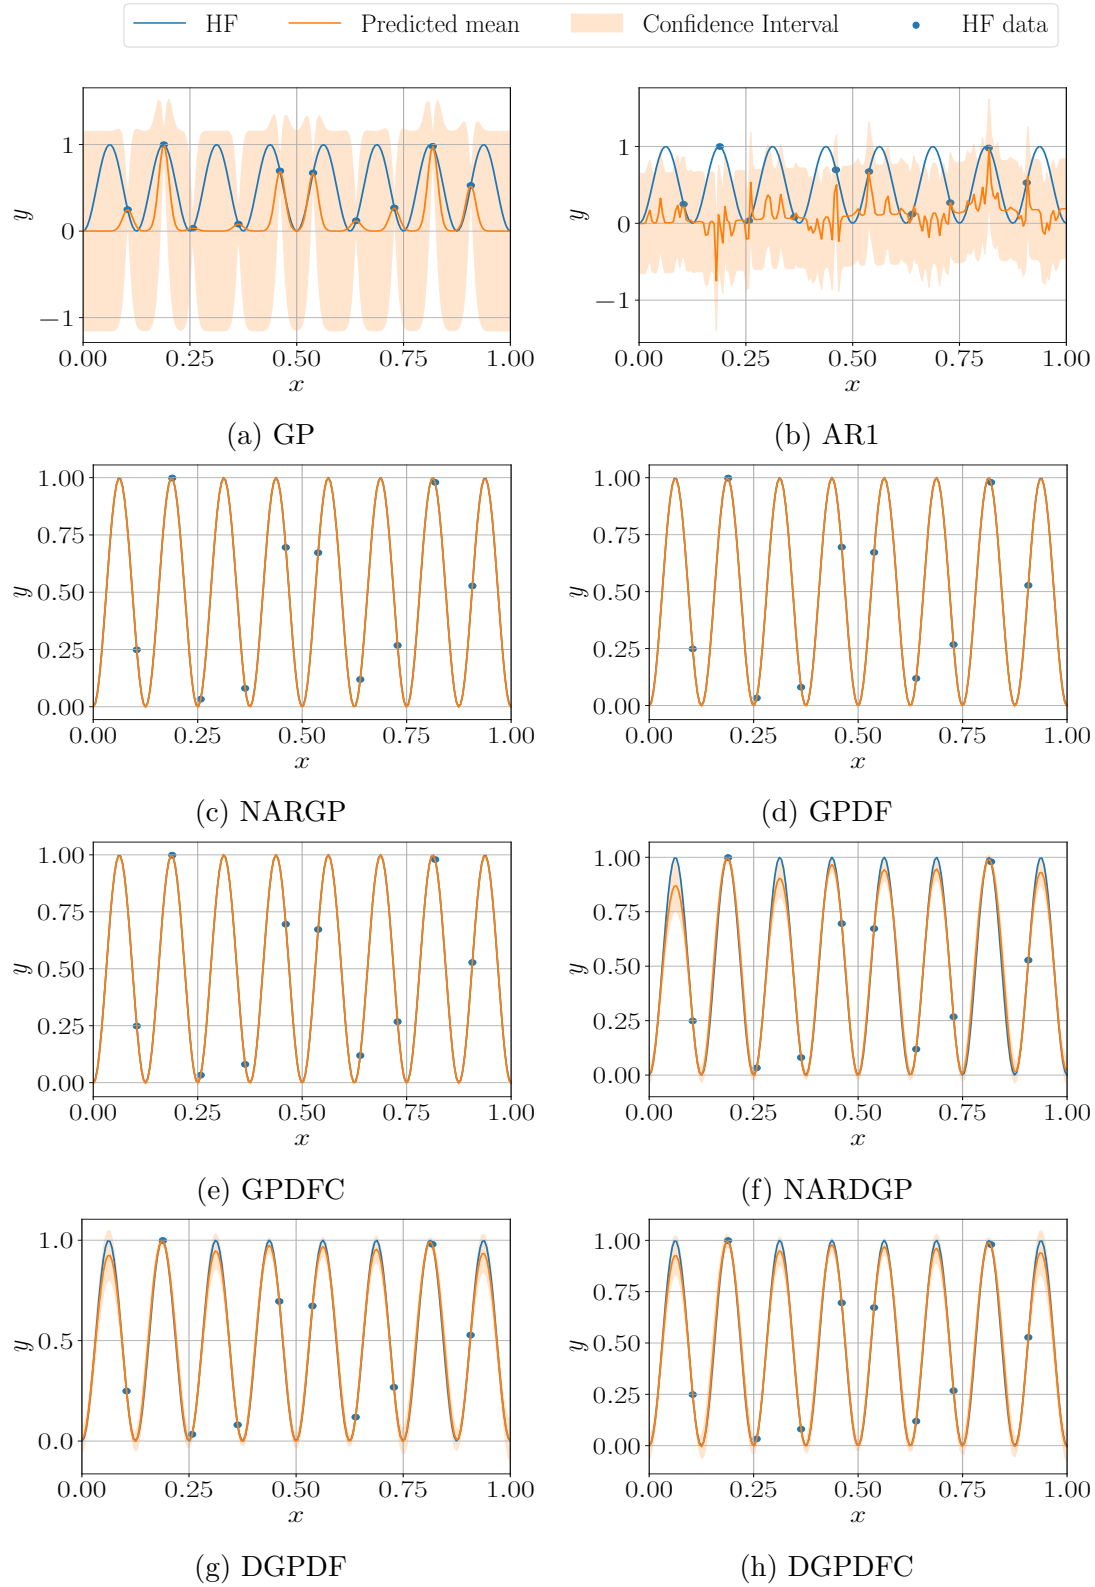 HF Predicted mean Confidence Interval HF data
1
0
−1
y
0.00 0.25 0.50 0.75 1.00
x
(a) GP
1
0
−1
y
0.00 0.25 0.50 0.75 1.00
x
(b) AR1
1.00
0.75
0.50
0.25
0.00
y
0.00 0.25 0.50 0.75 1.00
x
(c) NARGP
1.00
0.75
0.50
0.25
0.00
y
0.00 0.25 0.50 0.75 1.00
x
(d) GPDF
1.00
0.75
0.50
0.25
0.00
y
0.00 0.25 0.50 0.75 1.00
x
(e) GPDFC
1.00
0.75
0.50
0.25
0.00
y
0.00 0.25 0.50 0.75 1.00
x
(f) NARDGP
1.0
0.5
0.0
y
0.00 0.25 0.50 0.75 1.00
x
(g) DGPDF
1.00
0.75
0.50
0.25
0.00
y
0.00 0.25 0.50 0.75 1.00
x
(h) DGPDFC